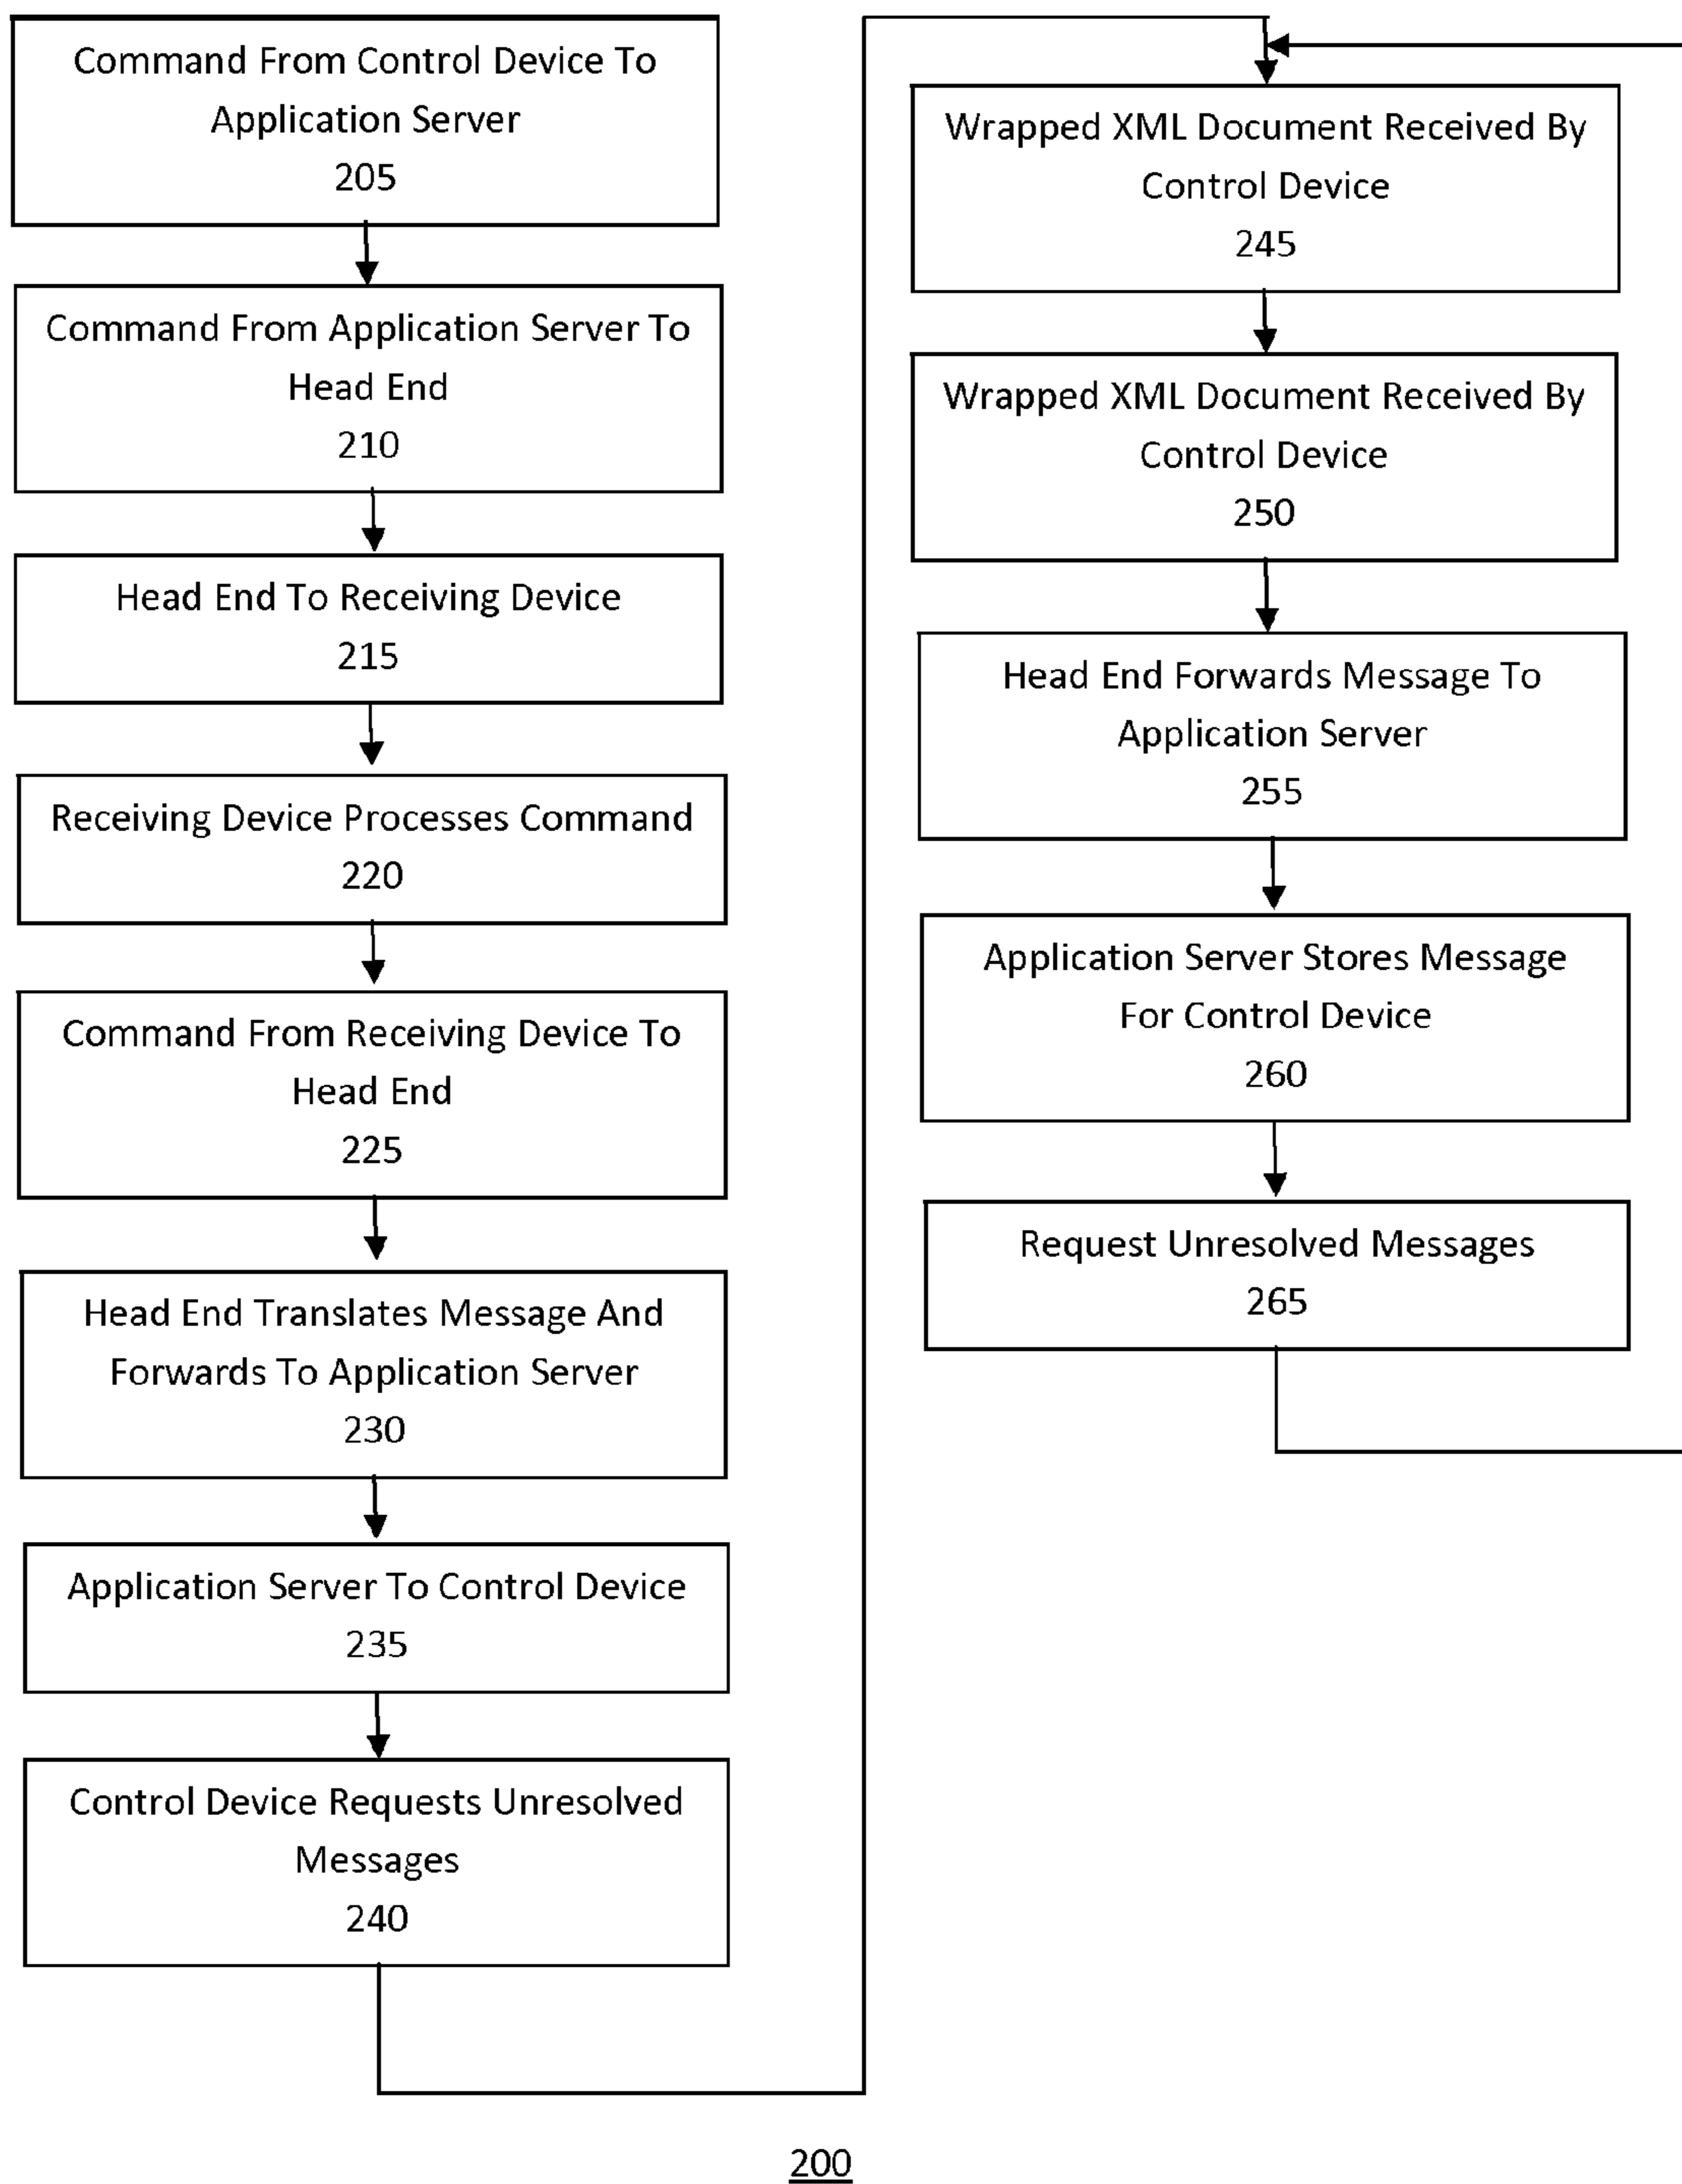 Command From Control Device To
Application Server
205
Command From Application Server To
Head End
210
Head End To Receiving Device
215
Receiving Device Processes Command
220
Command From Receiving Device To
Head End
225
Head End Translates Message And
Forwards To Application Server
230
Application Server To Control Device
235
Control Device Requests Unresolved
Messages
240
Wrapped XML Document Received By
Control Device
245
Wrapped XML Document Received By
Control Device
250
Head End Forwards Message To
Application Server
255
Application Server Stores Message
For Control Device
260
Request Unresolved Messages
265
200